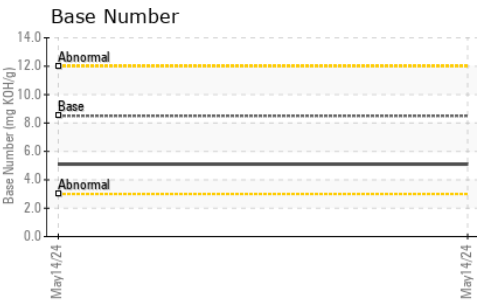 Base Number
Base Number (mg KOH/g)
14.0
12.0
10.0
8.0
6.0
4.0
2.0
0.0
Abnormal
Base
Abnormal
May14/24
May14/24